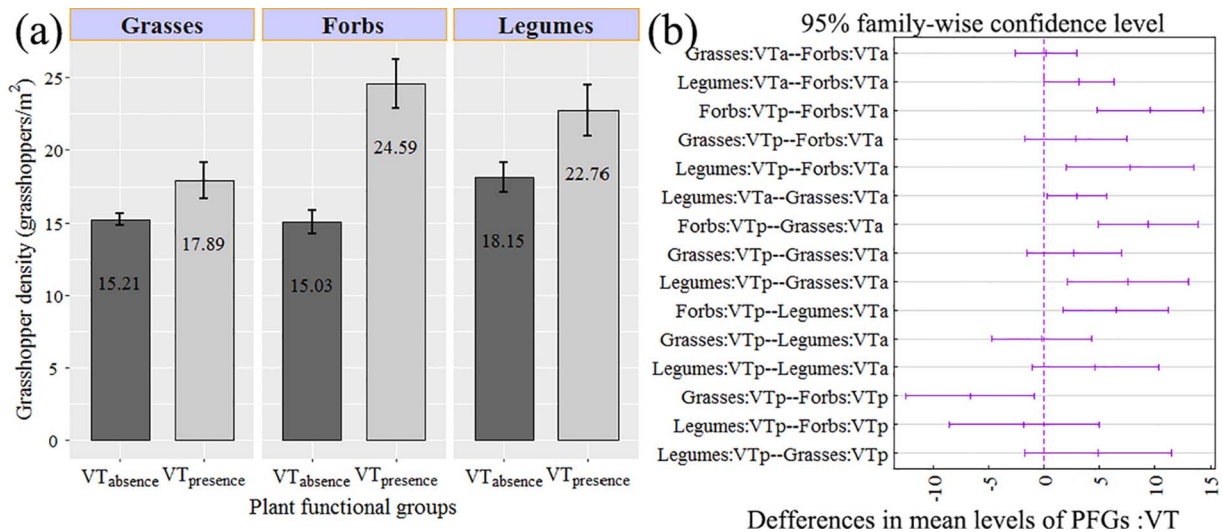 (a)
Grasses
Forbs
Legumes
Grasshopper density (grasshoppers/m²)
25
20
15
10
5
0
15.21
17.89
15.03
24.59
18.15
22.76
VTabsence VTpresence
VTabsence VTpresence
VTabsence VTpresence
Plant functional groups
(b)
95% family-wise confidence level
Grasses:VTa--Forbs:VTa
Legumes:VTa--Forbs:VTa
Forbs:VTp--Forbs:VTa
Grasses:VTp--Forbs:VTa
Legumes:VTp--Forbs:VTa
Legumes:VTa--Grasses:VTa
Forbs:VTp--Grasses:VTa
Grasses:VTp--Grasses:VTa
Legumes:VTp--Grasses:VTa
Forbs:VTp--Legumes:VTa
Grasses:VTp--Legumes:VTa
Legumes:VTp--Legumes:VTa
Grasses:VTp--Forbs:VTp
Legumes:VTp--Forbs:VTp
Legumes:VTp--Grasses:VTp
-10 -5 0 5 10 15
Defferences in mean levels of PFGs :VT